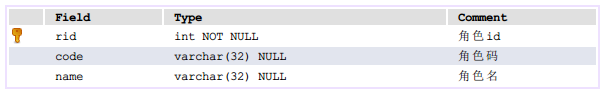 Field Type Comment
rid int NOT NULL 角色id
code varchar(32) NULL 角色码
name varchar(32) NULL 角色名